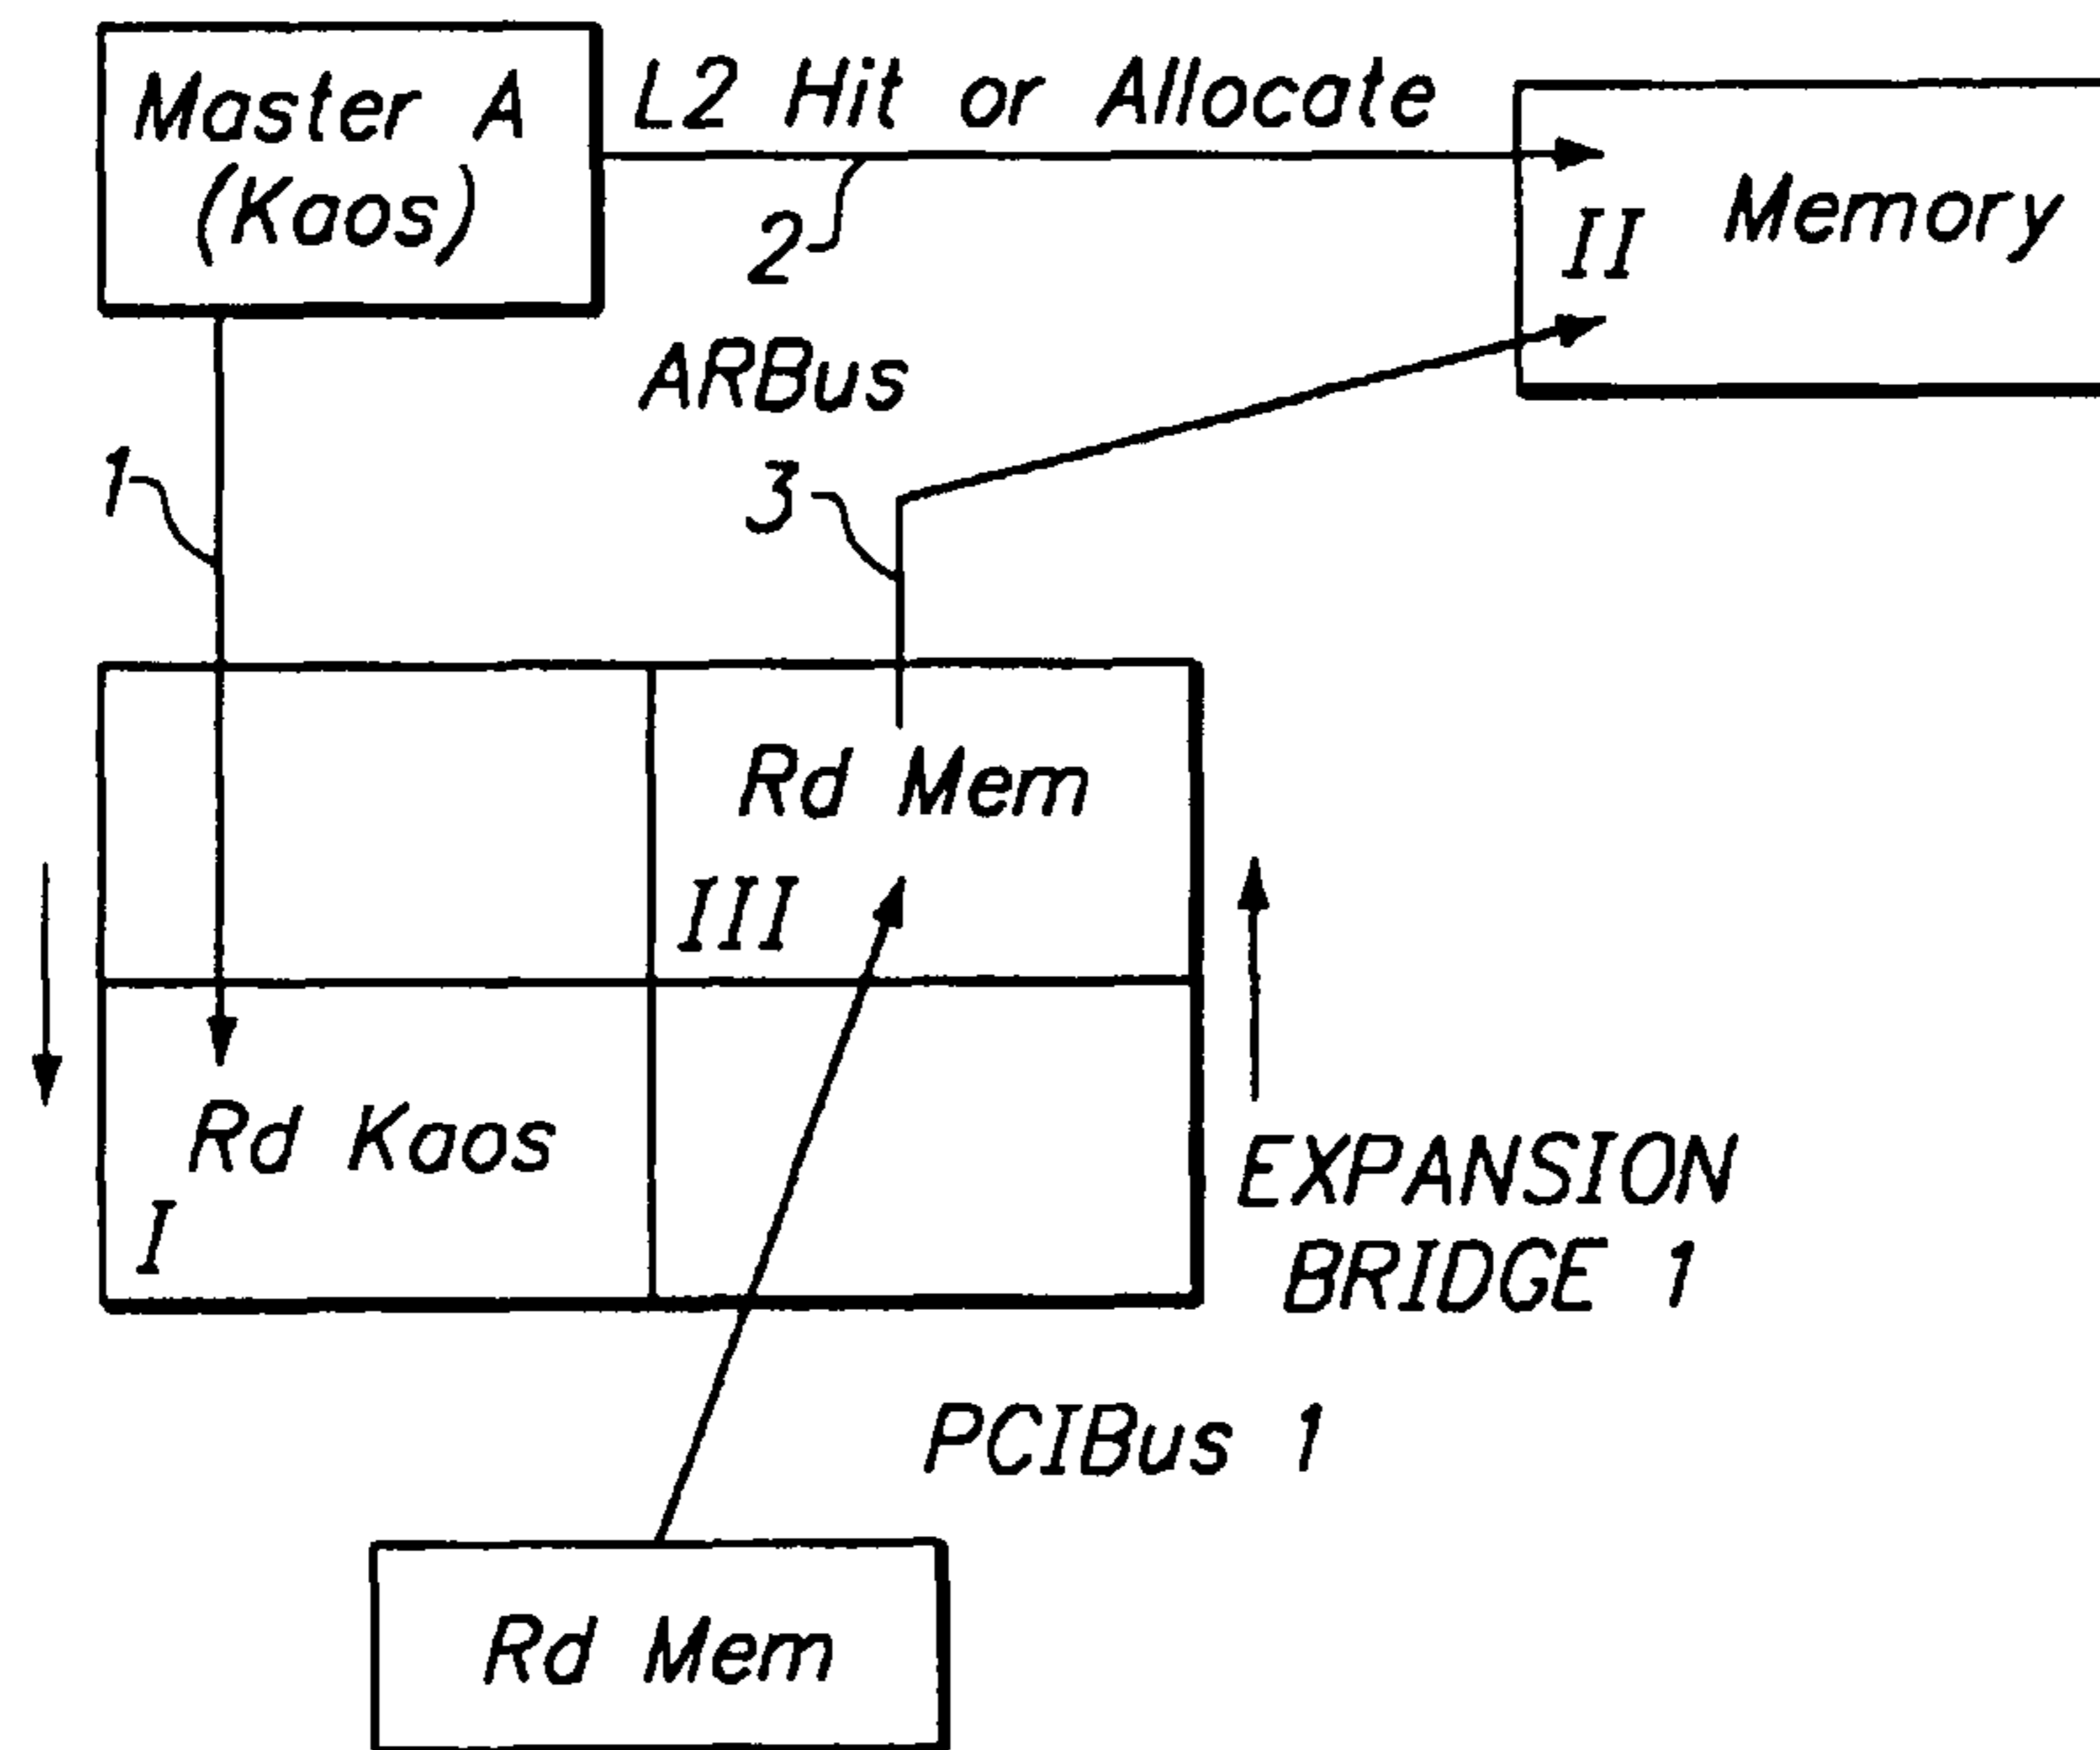 Master A
(Kaos)
L2 Hit or Allocate
2
II
Memory
ARBus
1
3
Rd Mem
III
Rd Kaos
I
EXPANSION
BRIDGE 1
PCIBus 1
Rd Mem